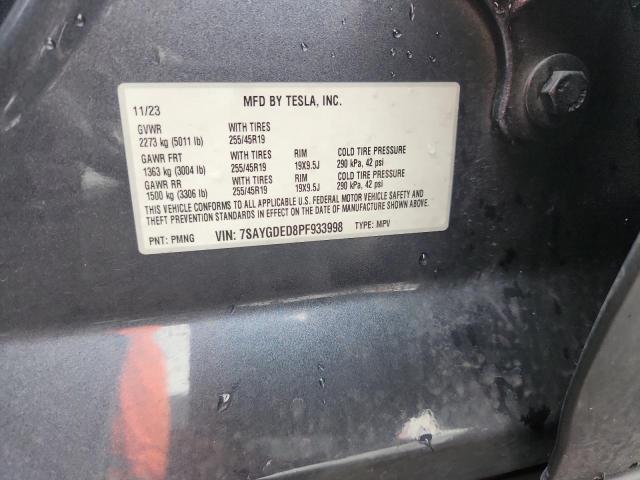 MFD BY TESLA, INC.
11/23
GVWR WITH TIRES
2273 kg (5011 lb) 255/45R19
GAWR FRT WITH TIRES RIM COLD TIRE PRESSURE
1363 kg (3004 lb) 255/45R19 19X9.5J 290 kPa, 42 psi
GAWR RR WITH TIRES RIM COLD TIRE PRESSURE
1500 kg (3306 lb) 255/45R19 19X9.5J 290 kPa, 42 psi
THIS VEHICLE CONFORMS TO ALL APPLICABLE U.S. FEDERAL MOTOR VEHICLE SAFETY AND
THEFT PREVENTION STANDARDS IN EFFECT ON THE DATE OF MANUFACTURE SHOWN ABOVE.
PNT: PMNG VIN: 7SAYGDED8PF933998 TYPE: MPV